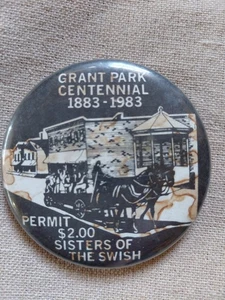 GRANT PARK
CENTENNIAL
1883-1983
PERMIT
$2.00
SISTERS OF
THE SWISH